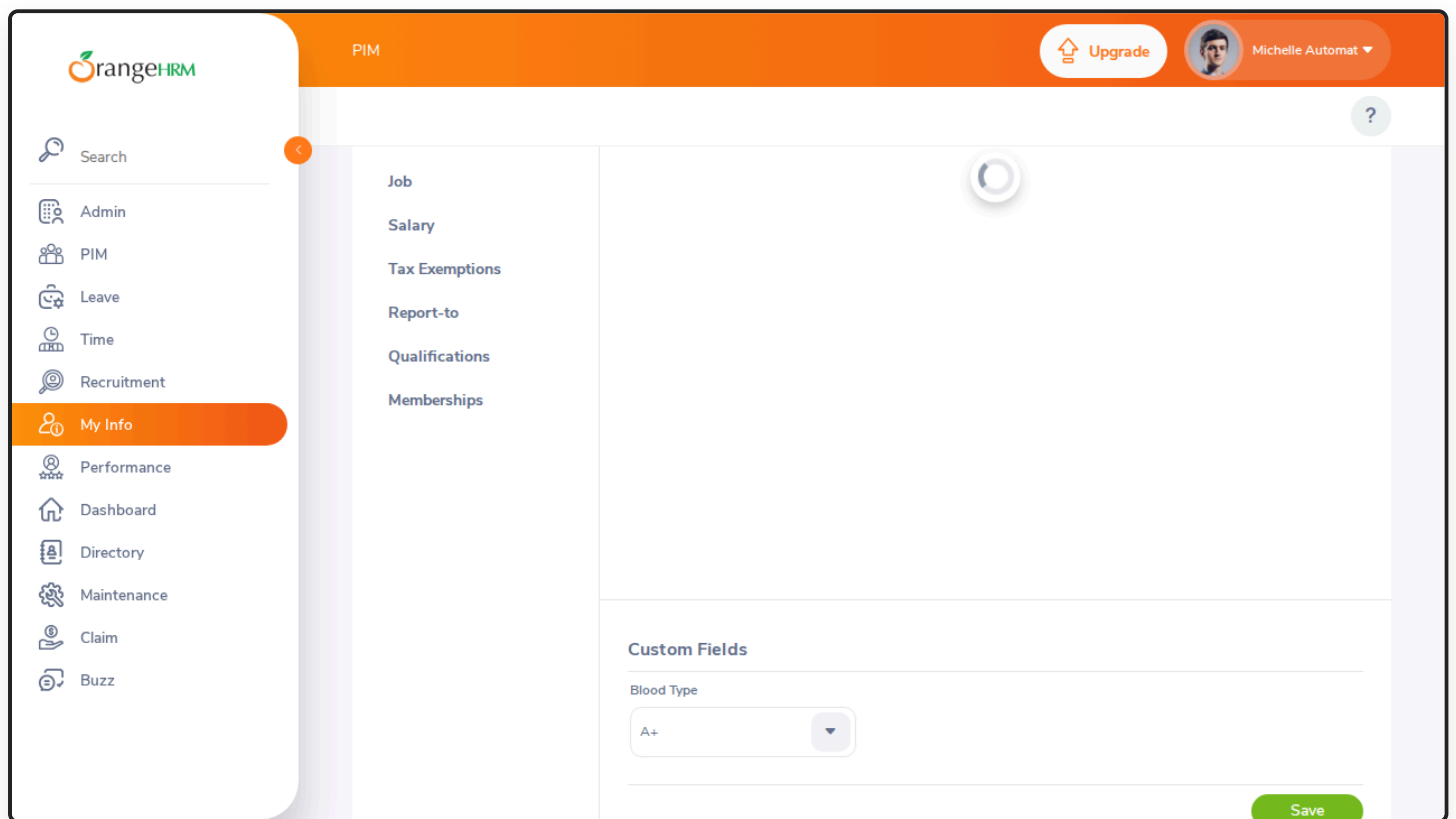 OrangeHRM
PIM
Upgrade
Michelle Automat
?
Search
Admin
PIM
Leave
Time
Recruitment
My Info
Performance
Dashboard
Directory
Maintenance
Claim
Buzz
Job
Salary
Tax Exemptions
Report-to
Qualifications
Memberships
Custom Fields
Blood Type
A+
Save